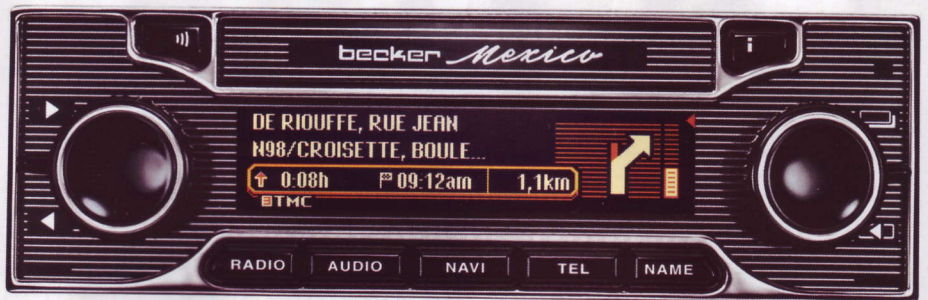 becker Mexico
i
DE RIOUFFE, RUE JEAN
N98/CROISETTE, BOULE...
0:08h 09:12am 1,1km
TMC
RADIO AUDIO NAVI TEL NAME